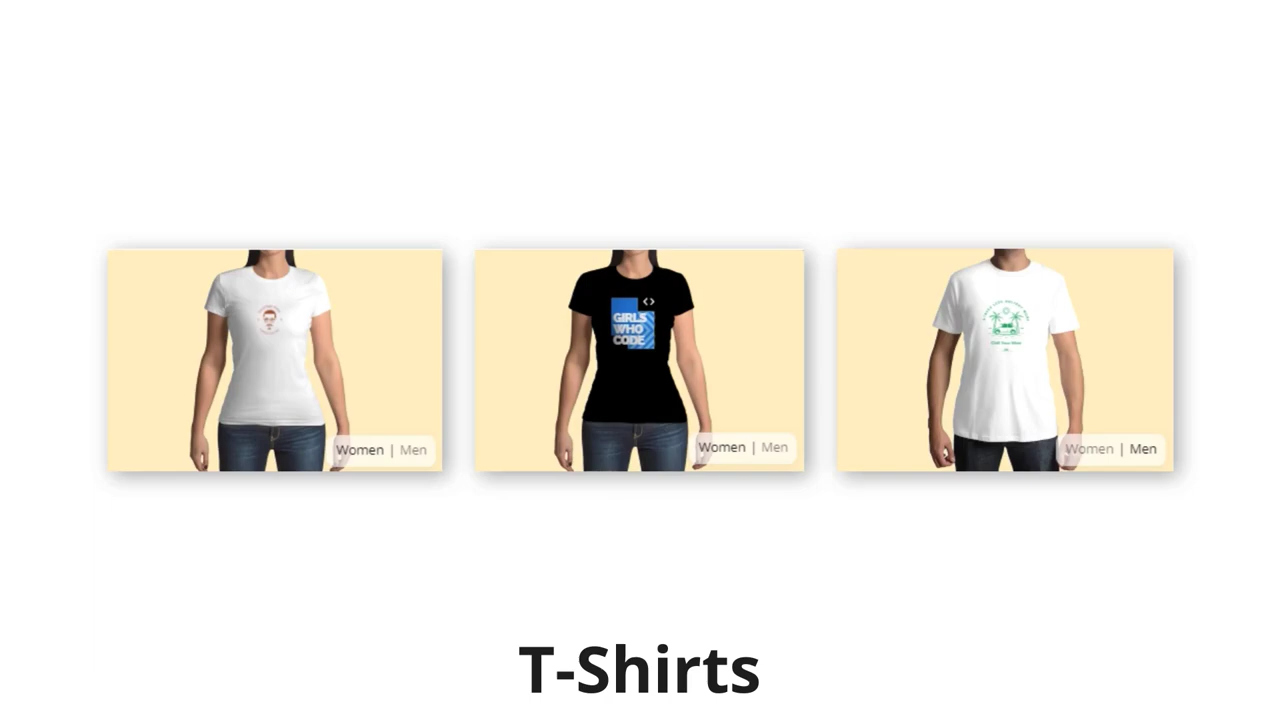 GIRLS
WHO
CODE
Women | Men
Women | Men
Women | Men
T-Shirts